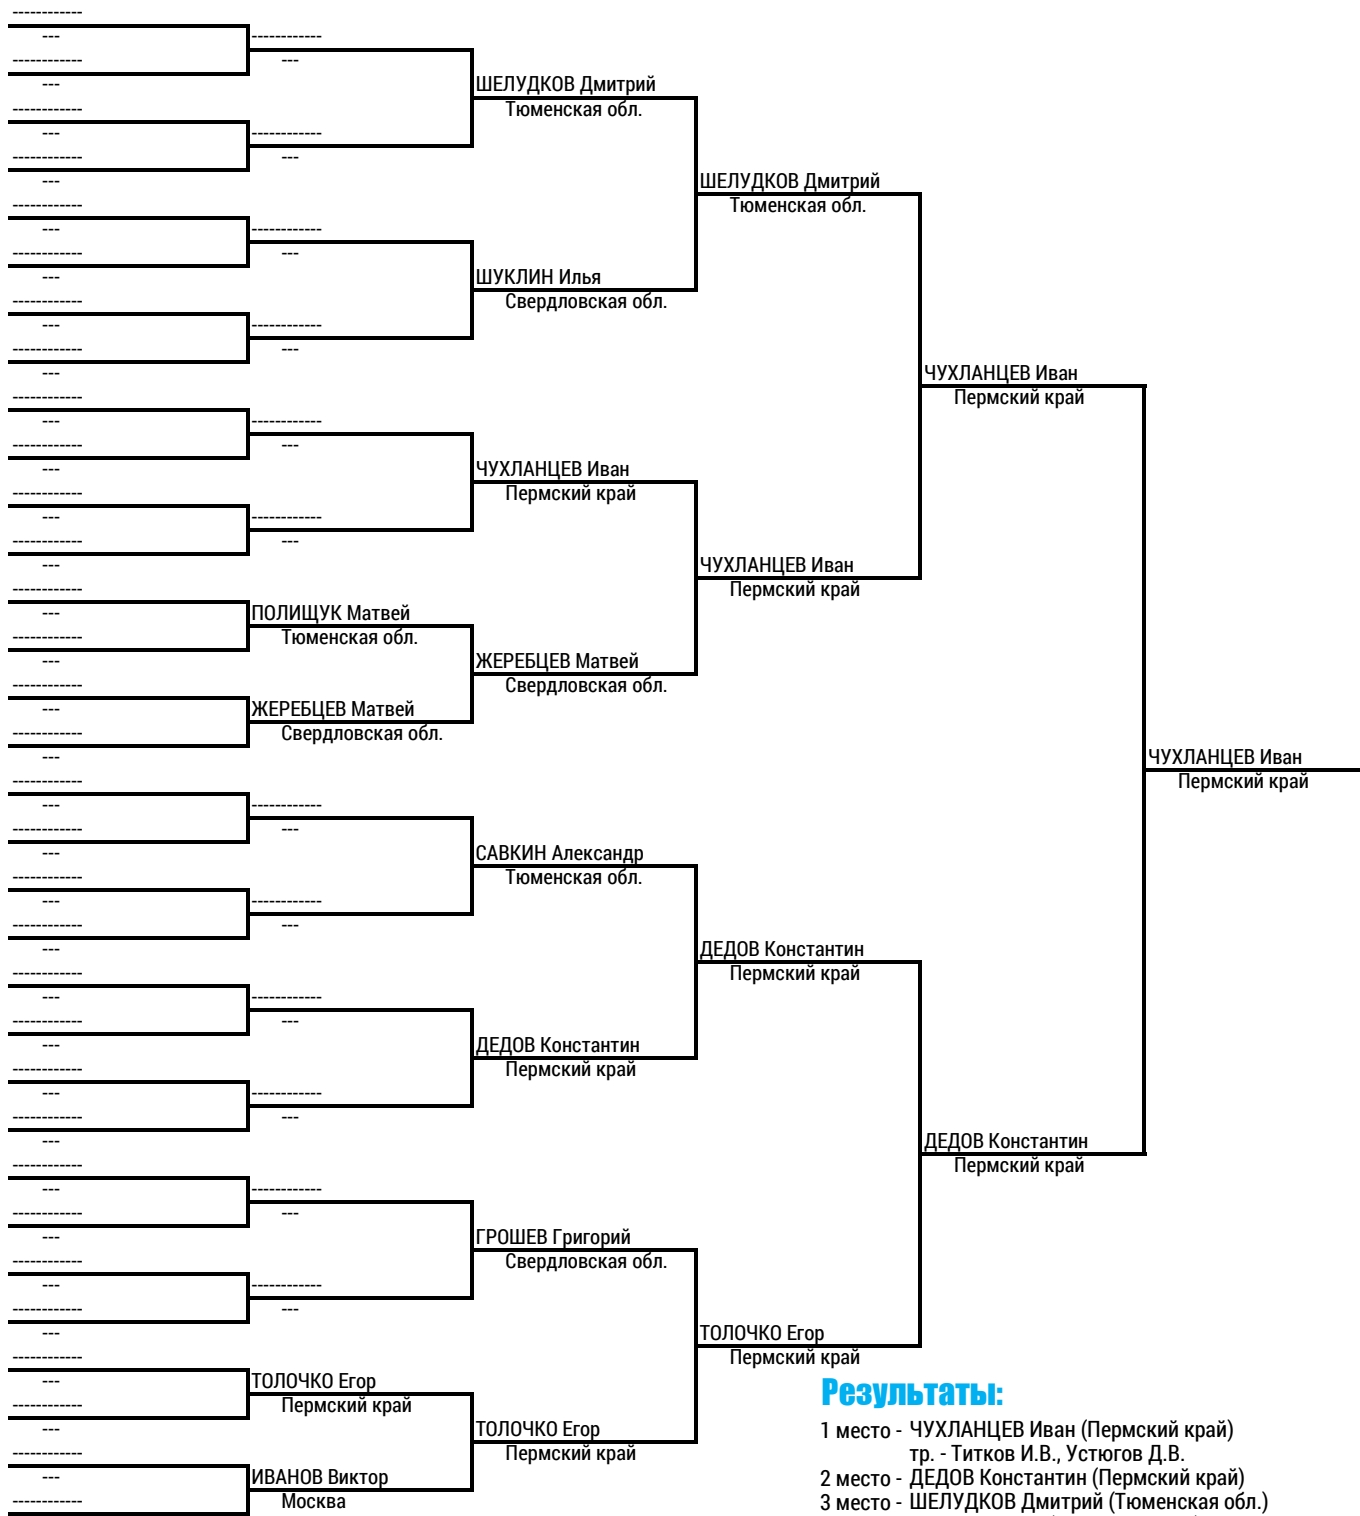 ПОЛИЩУК Матвей
Тюменская обл.
ЖЕРЕБЦЕВ Матвей
Свердловская обл.
ТОЛОЧКО Егор
Пермский край
ИВАНОВ Виктор
Москва
ШЕЛУДКОВ Дмитрий
Тюменская обл.
ШУКЛИН Илья
Свердловская обл.
ЧУХЛАНЦЕВ Иван
Пермский край
ЖЕРЕБЦЕВ Матвей
Свердловская обл.
САВКИН Александр
Тюменская обл.
ДЕДОВ Константин
Пермский край
ГРОШЕВ Григорий
Свердловская обл.
ТОЛОЧКО Егор
Пермский край
ШЕЛУДКОВ Дмитрий
Тюменская обл.
ЧУХЛАНЦЕВ Иван
Пермский край
ДЕДОВ Константин
Пермский край
ТОЛОЧКО Егор
Пермский край
ЧУХЛАНЦЕВ Иван
Пермский край
ДЕДОВ Константин
Пермский край
ЧУХЛАНЦЕВ Иван
Пермский край
Результаты:
1 место - ЧУХЛАНЦЕВ Иван (Пермский край)
тр. - Титков И.В., Устюгов Д.В.
2 место - ДЕДОВ Константин (Пермский край)
3 место - ШЕЛУДКОВ Дмитрий (Тюменская обл.)